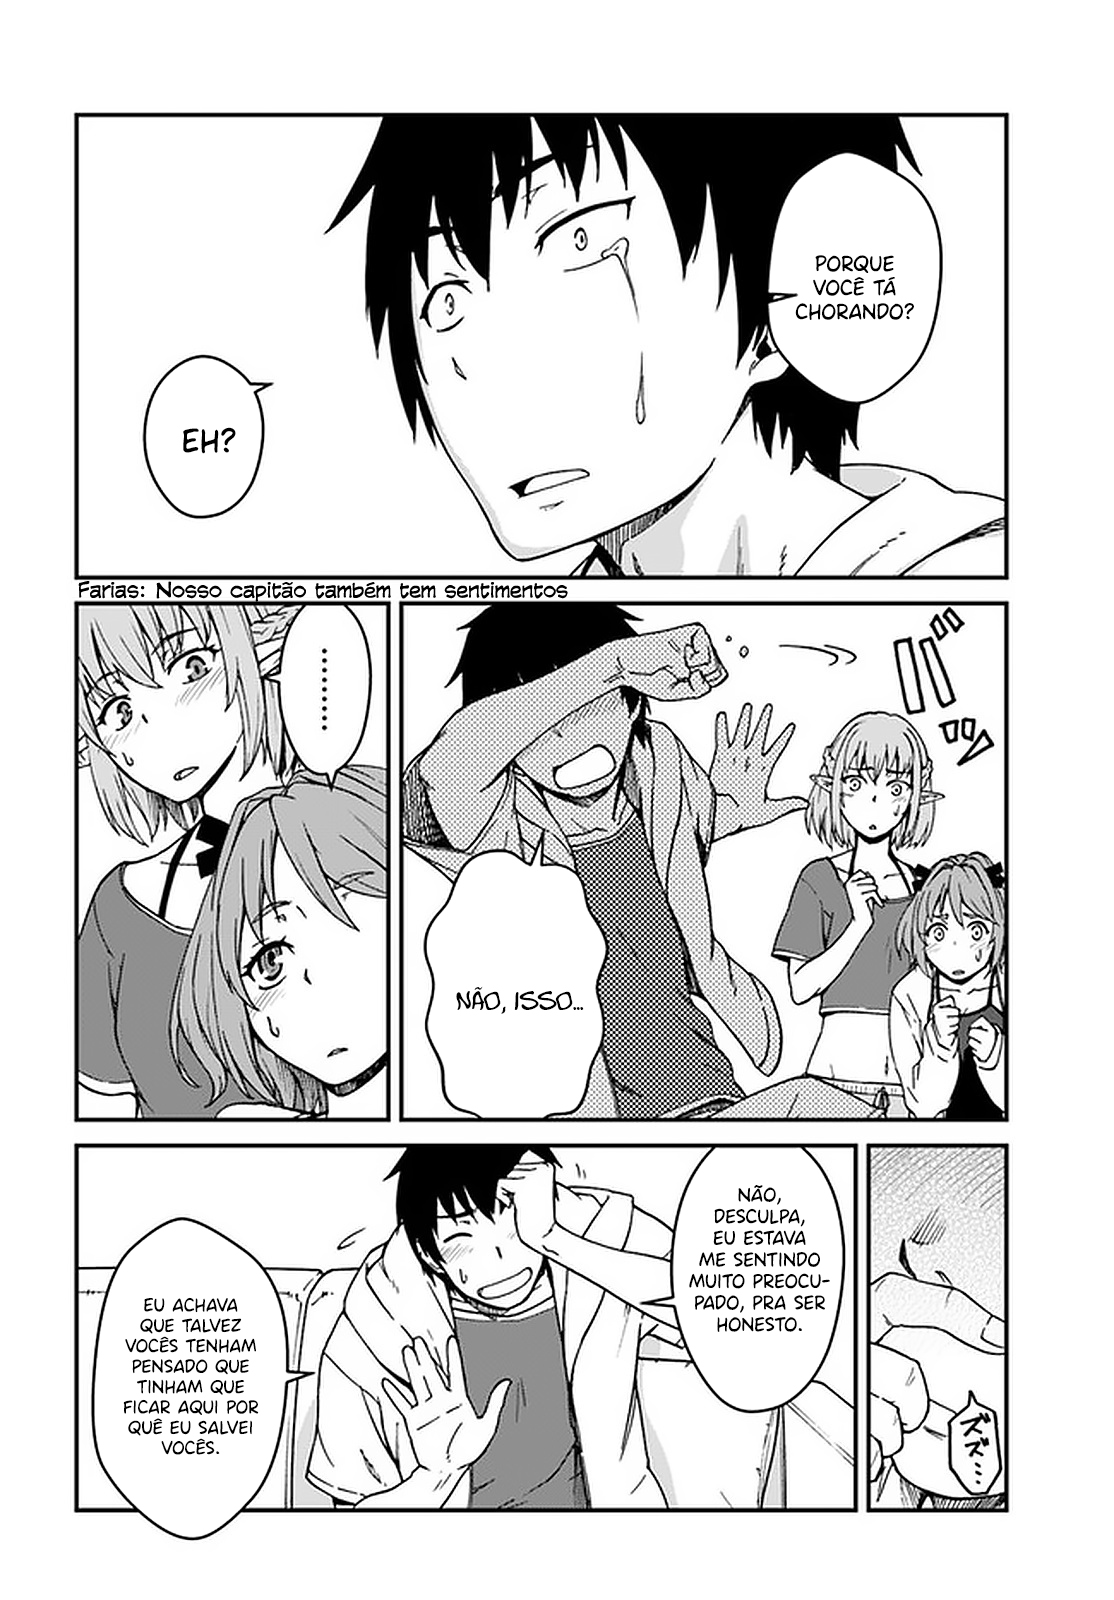 PORQUE
VOCÊ TÁ
CHORANDO?
EH?
Farias: Nosso capitão também tem sentimentos
NÃO, ISSO...
.........
ズズ...
NÃO,
DESCULPA,
EU ESTAVA
ME SENTINDO
MUITO PREOCU-
PADO, PRA SER
HONESTO.
EU ACHAVA
QUE TALVEZ
VOCÊS TENHAM
PENSADO QUE
TINHAM QUE
FICAR AQUI POR
QUÊ EU SALVEI
VOCÊS.